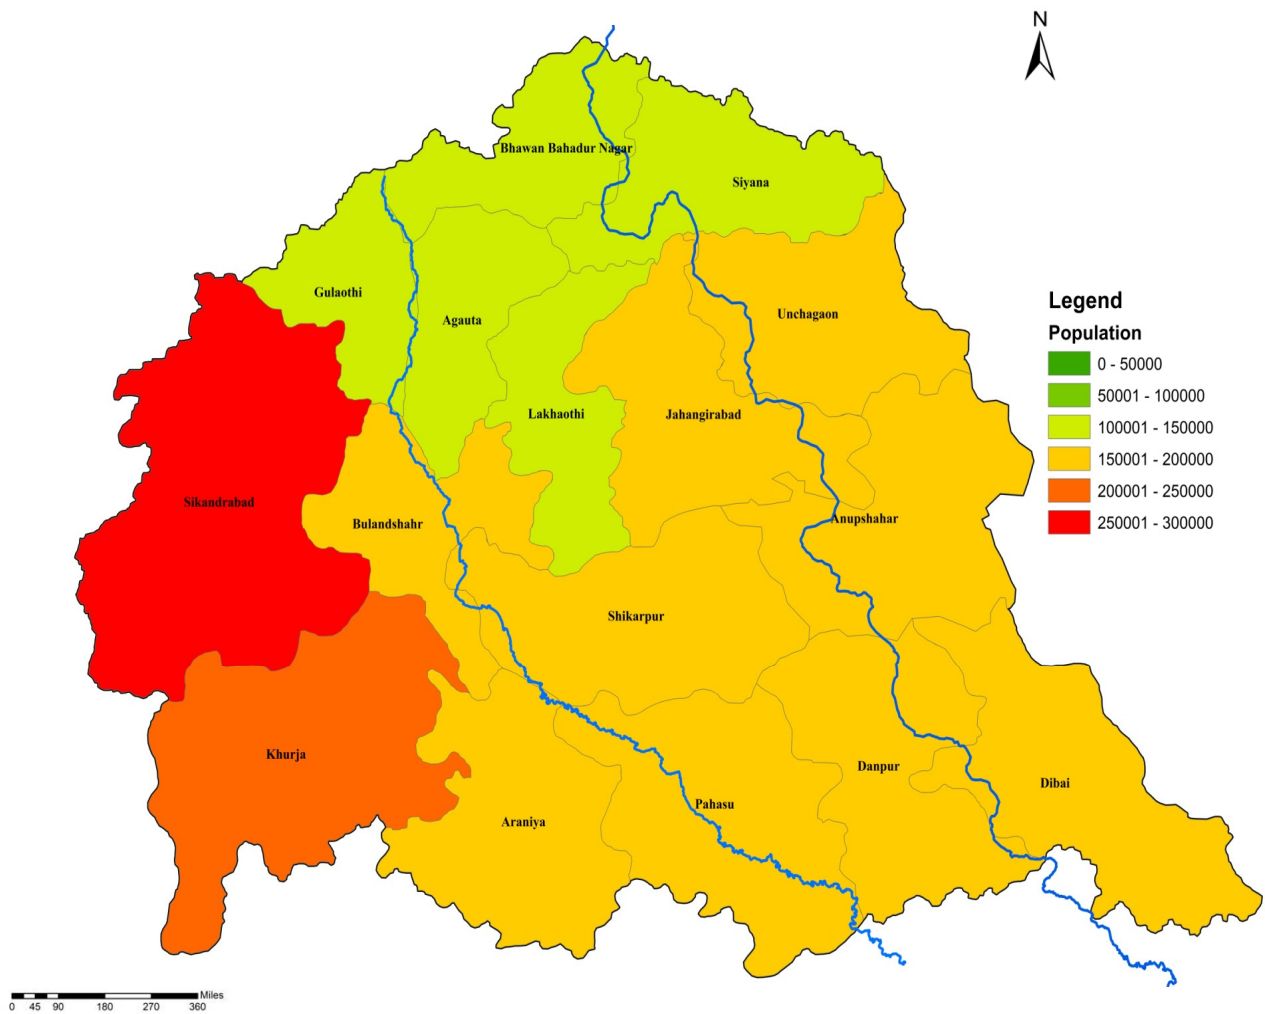 N
Bhawan Bahadur Nagar
Siyana
Gulaothi
Agauta
Unchagaon
Lakhaothi
Jahangirabad
Sikandrabad
Bulandshahr
Anupshahar
Shikarpur
Khurja
Danpur
Dibai
Pahasu
Araniya
Legend
Population
0 - 50000
50001 - 100000
100001 - 150000
150001 - 200000
200001 - 250000
250001 - 300000
Miles
0 45 90 180 270 360